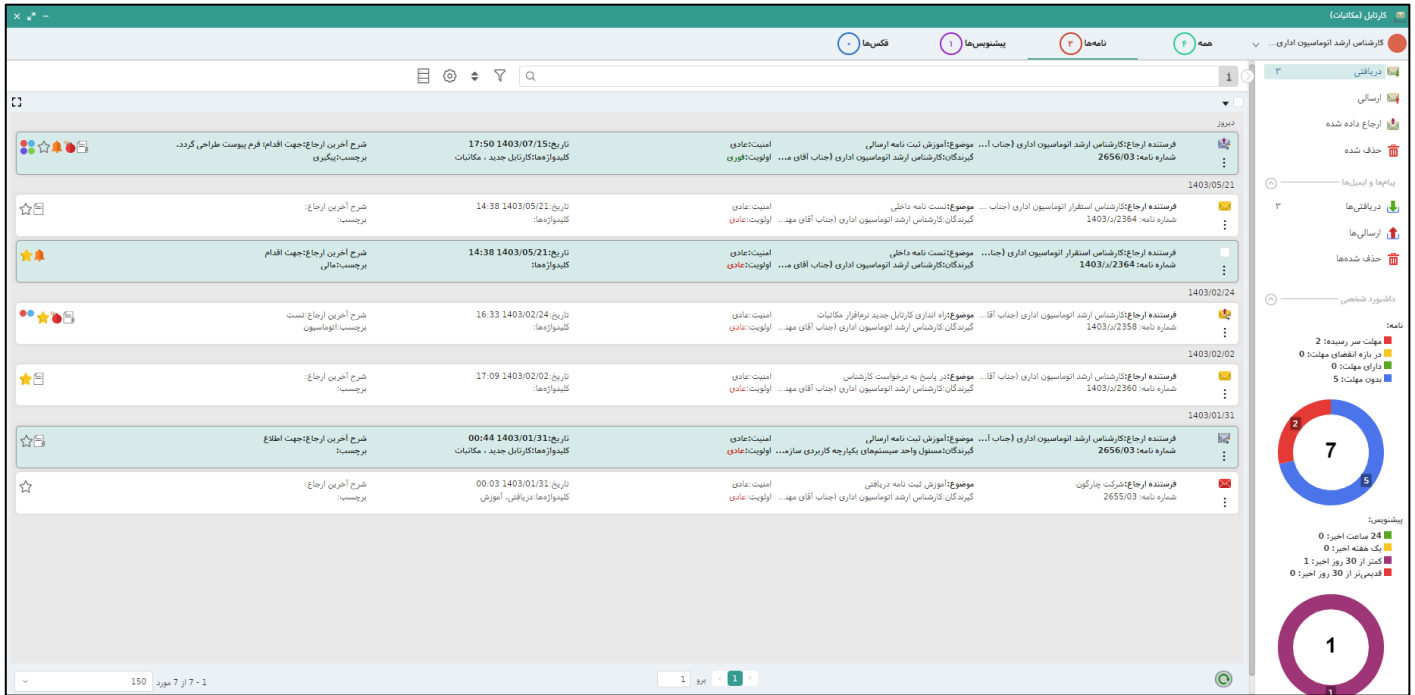 کارتابل (مکاتبات)
کارشناس ارشد اتوماسیون اداری...
همه ۴
نامه‌ها ۳
پیشنویس‌ها ۱
فکس‌ها ۰
دریافتی ۳
ارسالی
ارجاع داده شده
حذف شده
پیام‌ها و ایمیل‌ها
دریافتی‌ها ۳
ارسالی‌ها
حذف شده‌ها
داشبورد شخصی
نامه:
مهلت سر رسیده: 2
در بازه انقضای مهلت: 0
دارای مهلت: 0
بدون مهلت: 5
2
7
5
پیشنویس:
24 ساعت اخیر: 0
یک هفته اخیر: 0
کمتر از 30 روز اخیر: 1
قدیمی‌تر از 30 روز اخیر: 0
1
1
دیروز
فرستنده ارجاع:کارشناس ارشد اتوماسیون اداری (جناب آ... موضوع:آموزش ثبت نامه ارسالی امنیت:عادی تاریخ:1403/07/15 17:50 شرح آخرین ارجاع:جهت اقدام؛ فرم پیوست طراحی گردد.
شماره نامه: 2656/03 گیرندگان:کارشناس ارشد اتوماسیون اداری (جناب آقای م... اولویت:فوری کلیدواژه‌ها:کارتابل جدید ، مکاتبات برچسب:پیگیری
1403/05/21
فرستنده ارجاع:کارشناس استقرار اتوماسیون اداری (جناب ... موضوع:تست نامه داخلی امنیت:عادی تاریخ:1403/05/21 14:38 شرح آخرین ارجاع:
شماره نامه: 2364/د/1403 گیرندگان:کارشناس ارشد اتوماسیون اداری (جناب آقای مهن... اولویت:عادی کلیدواژه‌ها: برچسب:
فرستنده ارجاع:کارشناس استقرار اتوماسیون اداری (جنا... موضوع:تست نامه داخلی امنیت:عادی تاریخ:1403/05/21 14:38 شرح آخرین ارجاع:جهت اقدام
شماره نامه: 2364/د/1403 گیرندگان:کارشناس ارشد اتوماسیون اداری (جناب آقای م... اولویت:عادی کلیدواژه‌ها: برچسب:مالی
1403/02/24
فرستنده ارجاع:کارشناس ارشد اتوماسیون اداری (جناب آقا... موضوع:راه اندازی کارتابل جدید نرم‌افزار مکاتبات امنیت:عادی تاریخ:1403/02/24 16:33 شرح آخرین ارجاع:تست
شماره نامه: 2358/د/1403 گیرندگان:کارشناس ارشد اتوماسیون اداری (جناب آقای مهن... اولویت:عادی کلیدواژه‌ها: برچسب:اتوماسیون
1403/02/02
فرستنده ارجاع:کارشناس ارشد اتوماسیون اداری (جناب آقا... موضوع:در پاسخ به درخواست کارشناس امنیت:عادی تاریخ:1403/02/02 17:09 شرح آخرین ارجاع:
شماره نامه: 2360/د/1403 گیرندگان:کارشناس ارشد اتوماسیون اداری (جناب آقای مهن... اولویت:عادی کلیدواژه‌ها: برچسب:
1403/01/31
فرستنده ارجاع:کارشناس ارشد اتوماسیون اداری (جناب آ... موضوع:آموزش ثبت نامه ارسالی امنیت:عادی تاریخ:1403/01/31 00:44 شرح آخرین ارجاع:جهت اطلاع
شماره نامه: 2656/03 گیرندگان:مسئول واحد سیستم‌های یکپارچه کاربردی سازم... اولویت:عادی کلیدواژه‌ها:کارتابل جدید ، مکاتبات برچسب:
فرستنده ارجاع:شرکت چارگون موضوع:آموزش ثبت نامه دریافتی امنیت:عادی تاریخ:1403/01/31 00:03 شرح آخرین ارجاع:
شماره نامه: 2655/03 گیرندگان:کارشناس ارشد اتوماسیون اداری (جناب آقای مهن... اولویت:عادی کلیدواژه‌ها:دریافتی، آموزش برچسب:
1 برو 1
1 - 7 از 7 مورد 150